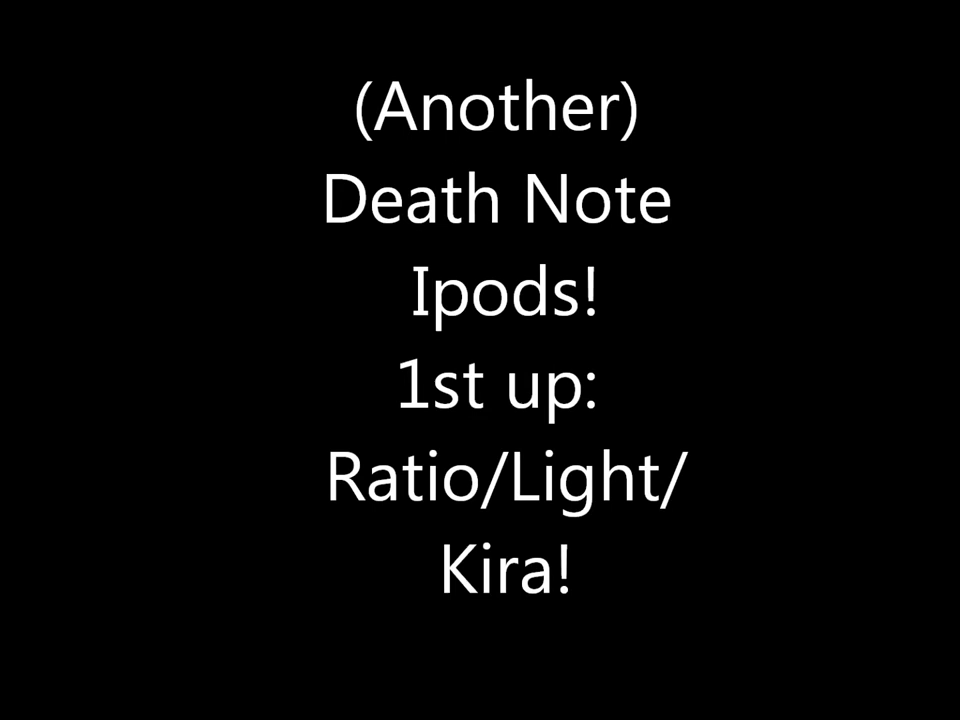 (Another)
Death Note
Ipods!
1st up:
Ratio/Light/
Kira!